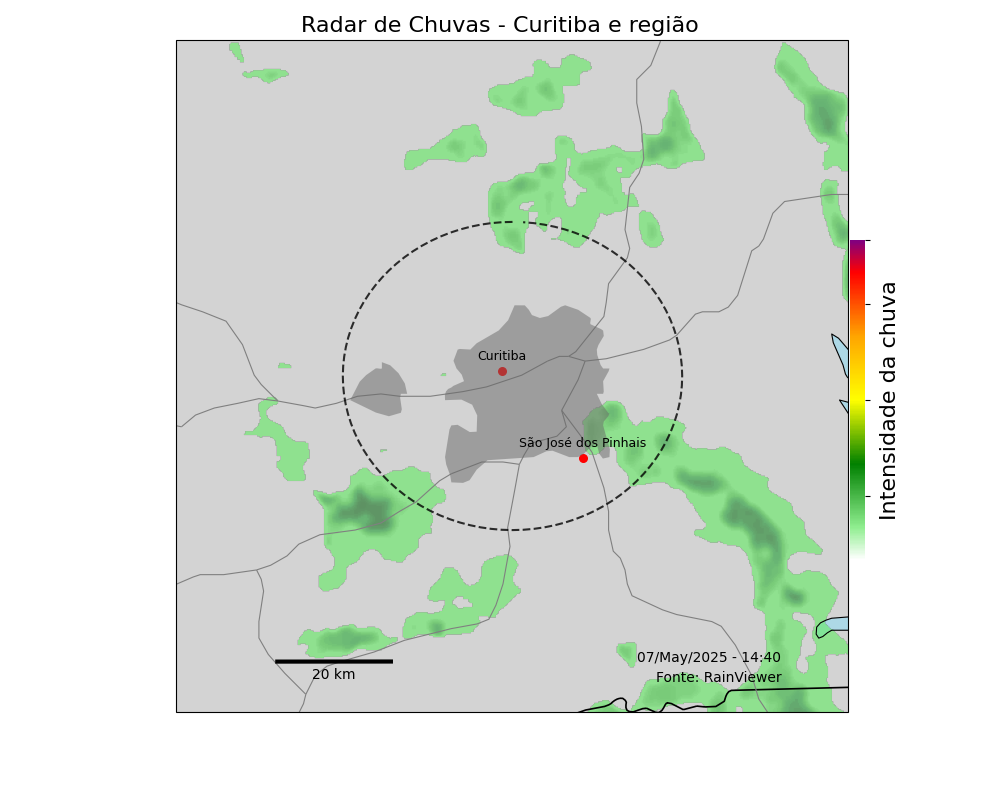 Radar de Chuvas - Curitiba e região
Curitiba
São José dos Pinhais
Intensidade da chuva
07/May/2025 - 14:40
Fonte: RainViewer
20 km